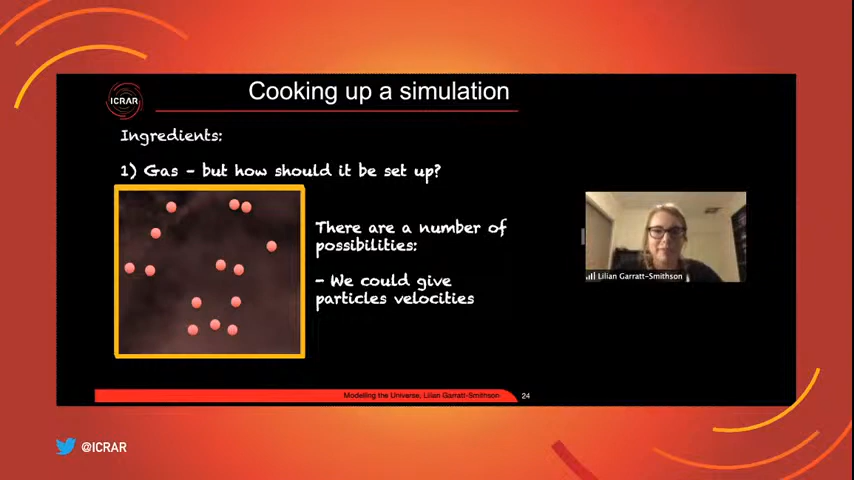 ICRAR
Cooking up a simulation
Ingredients:
1) Gas – but how should it be set up?
There are a number of
possibilities:
– We could give
particles velocities
Lilian Garratt-Smithson
Modelling the Universe, Lilian Garratt-Smithson
24
@ICRAR